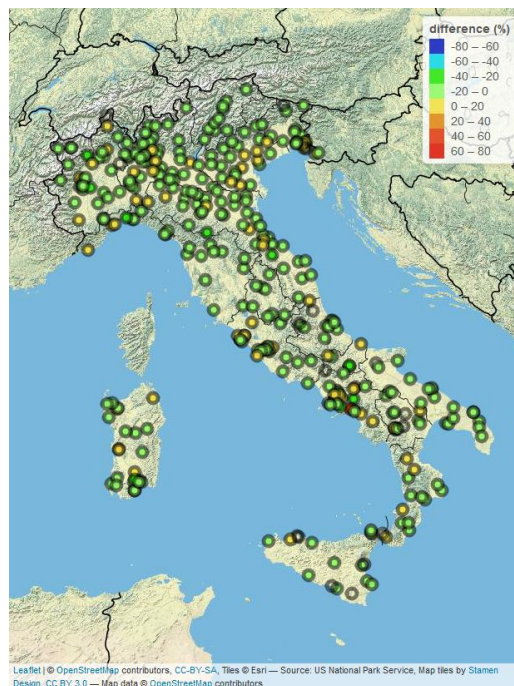 difference (%)
-80 – -60
-60 – -40
-40 – -20
-20 – 0
0 – 20
20 – 40
40 – 60
60 – 80
Leaflet | © OpenStreetMap contributors, CC-BY-SA, Tiles © Esri — Source: US National Park Service, Map tiles by Stamen
Design, CC BY 3.0 — Map data © OpenStreetMap contributors